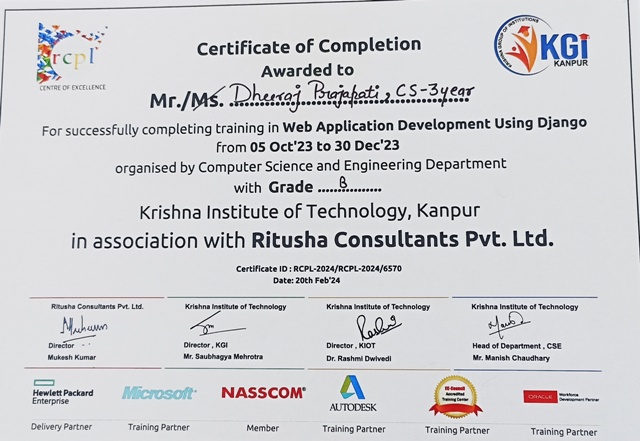 rcpl
CENTRE OF EXCELLENCE
KRISHNA GROUP OF INSTITUTIONS
KGI
KANPUR
Certificate of Completion
Awarded to
Mr./Ms. Dheeraj Prajapati, CS-3year
For successfully completing training in Web Application Development Using Django
from 05 Oct'23 to 30 Dec'23
organised by Computer Science and Engineering Department
with Grade ......B..........
Krishna Institute of Technology, Kanpur
in association with Ritusha Consultants Pvt. Ltd.
Certificate ID : RCPL-2024/RCPL-2024/6570
Date: 20th Feb'24
Ritusha Consultants Pvt. Ltd.
Director
Mukesh Kumar
Krishna Institute of Technology
Director , KGI
Mr. Saubhagya Mehrotra
Krishna Institute of Technology
Director , KIOT
Dr. Rashmi Dwivedi
Krishna Institute of Technology
Head of Department , CSE
Mr. Manish Chaudhary
Hewlett Packard
Enterprise
Delivery Partner
Microsoft
Training Partner
NASSCOM
Member
AUTODESK
Training Partner
EC-Council
Accredited
Training Center
Training Partner
ORACLE Workforce
Development Partner
Training Partner